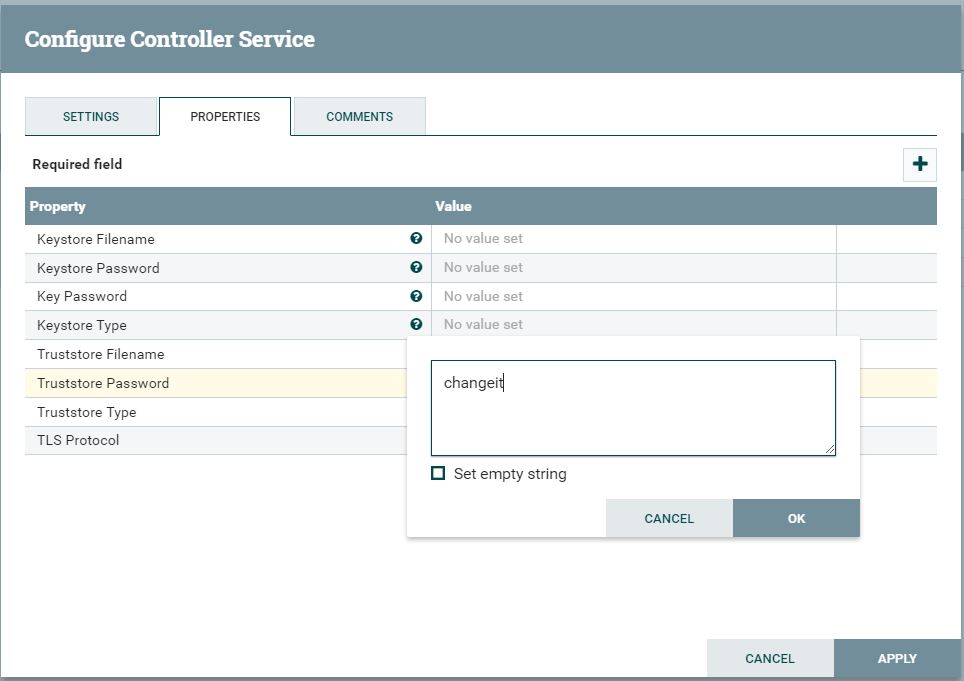 Configure Controller Service
SETTINGS PROPERTIES COMMENTS
Required field
Property Value
Keystore Filename No value set
Keystore Password No value set
Key Password No value set
Keystore Type No value set
Truststore Filename
Truststore Password
changeit
Truststore Type
TLS Protocol
Set empty string
CANCEL OK
CANCEL APPLY